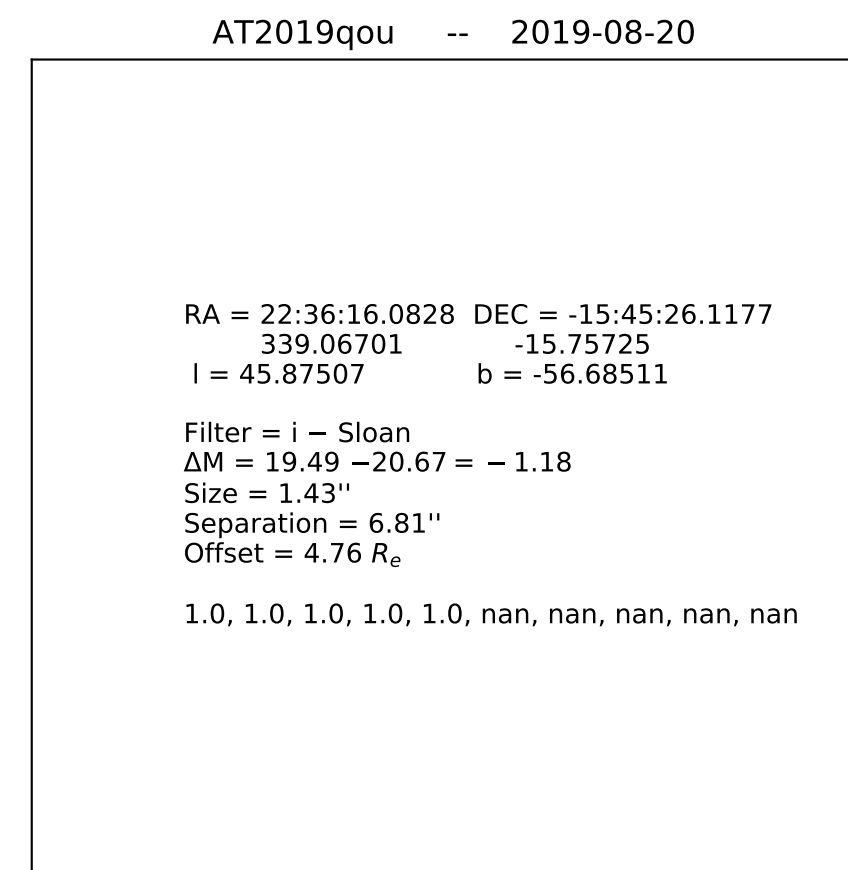 AT2019qou -- 2019-08-20
RA = 22:36:16.0828 DEC = -15:45:26.1177
339.06701 -15.75725
l = 45.87507 b = -56.68511
Filter = i − Sloan
ΔM = 19.49 −20.67 = − 1.18
Size = 1.43''
Separation = 6.81''
Offset = 4.76 Rₑ
1.0, 1.0, 1.0, 1.0, 1.0, nan, nan, nan, nan, nan